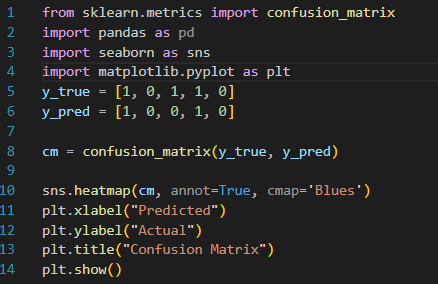 1 from sklearn.metrics import confusion_matrix
2 import pandas as pd
3 import seaborn as sns
4 import matplotlib.pyplot as plt
5 y_true = [1, 0, 1, 1, 0]
6 y_pred = [1, 0, 0, 1, 0]
7
8 cm = confusion_matrix(y_true, y_pred)
9
10 sns.heatmap(cm, annot=True, cmap='Blues')
11 plt.xlabel("Predicted")
12 plt.ylabel("Actual")
13 plt.title("Confusion Matrix")
14 plt.show()